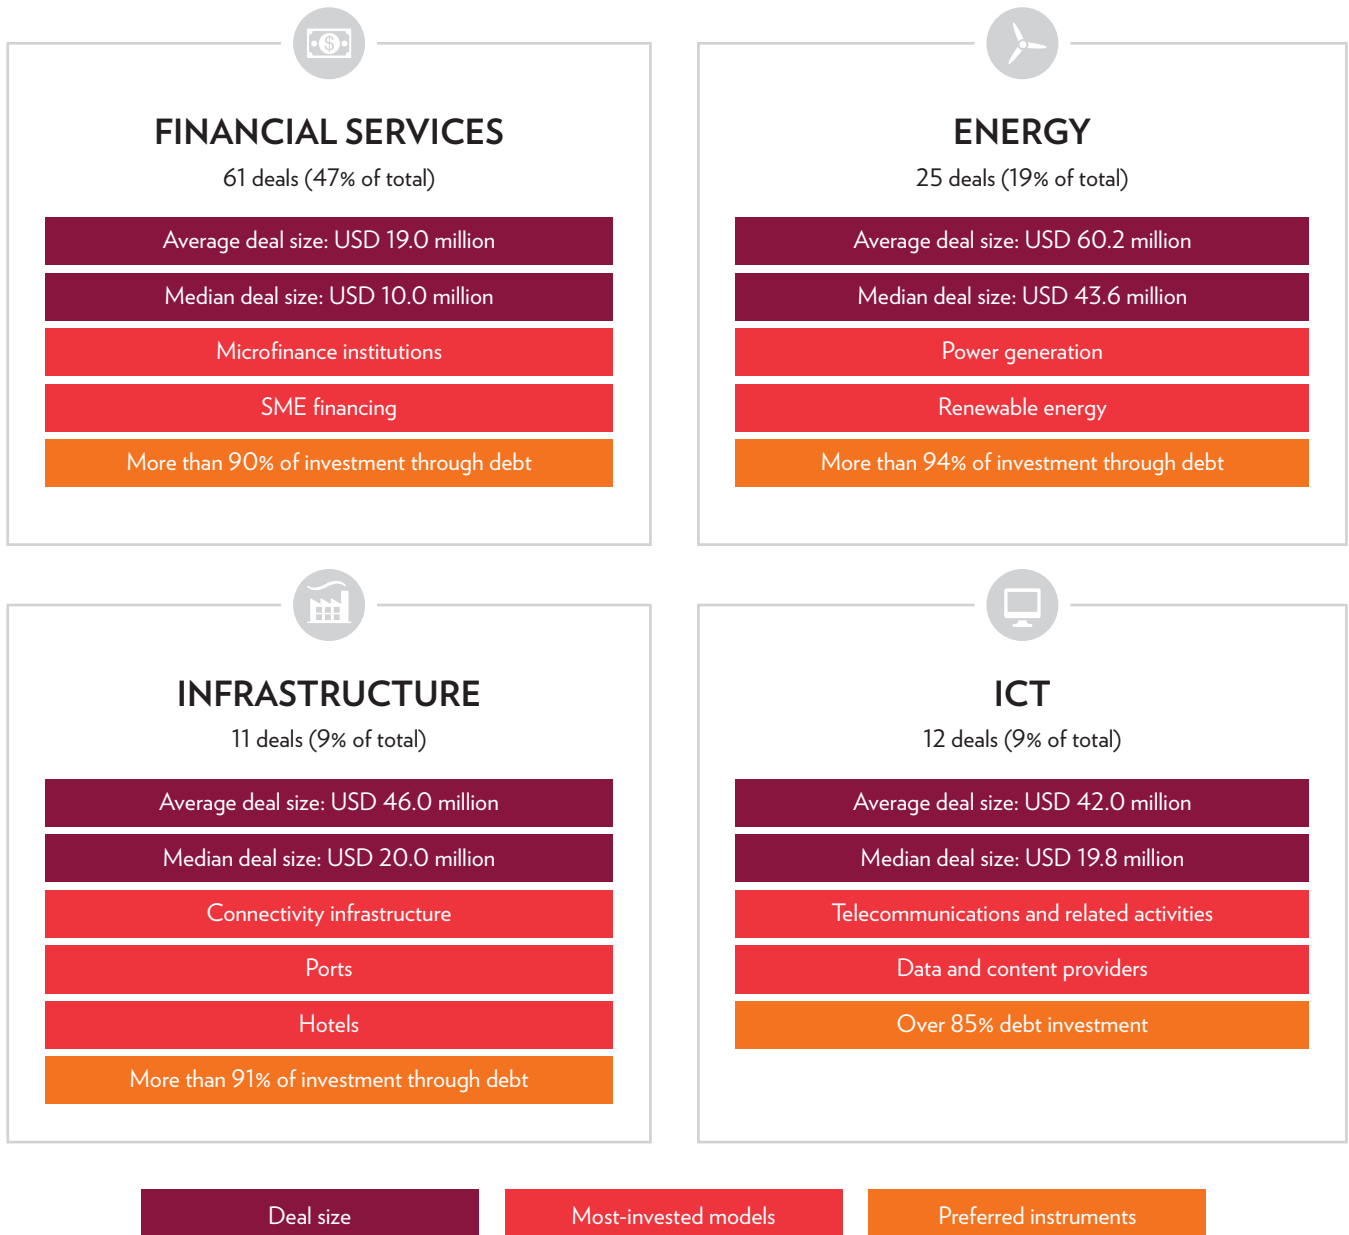 FINANCIAL SERVICES
61 deals (47% of total)
Average deal size: USD 19.0 million
Median deal size: USD 10.0 million
Microfinance institutions
SME financing
More than 90% of investment through debt
ENERGY
25 deals (19% of total)
Average deal size: USD 60.2 million
Median deal size: USD 43.6 million
Power generation
Renewable energy
More than 94% of investment through debt
INFRASTRUCTURE
11 deals (9% of total)
Average deal size: USD 46.0 million
Median deal size: USD 20.0 million
Connectivity infrastructure
Ports
Hotels
More than 91% of investment through debt
ICT
12 deals (9% of total)
Average deal size: USD 42.0 million
Median deal size: USD 19.8 million
Telecommunications and related activities
Data and content providers
Over 85% debt investment
Deal size
Most-invested models
Preferred instruments